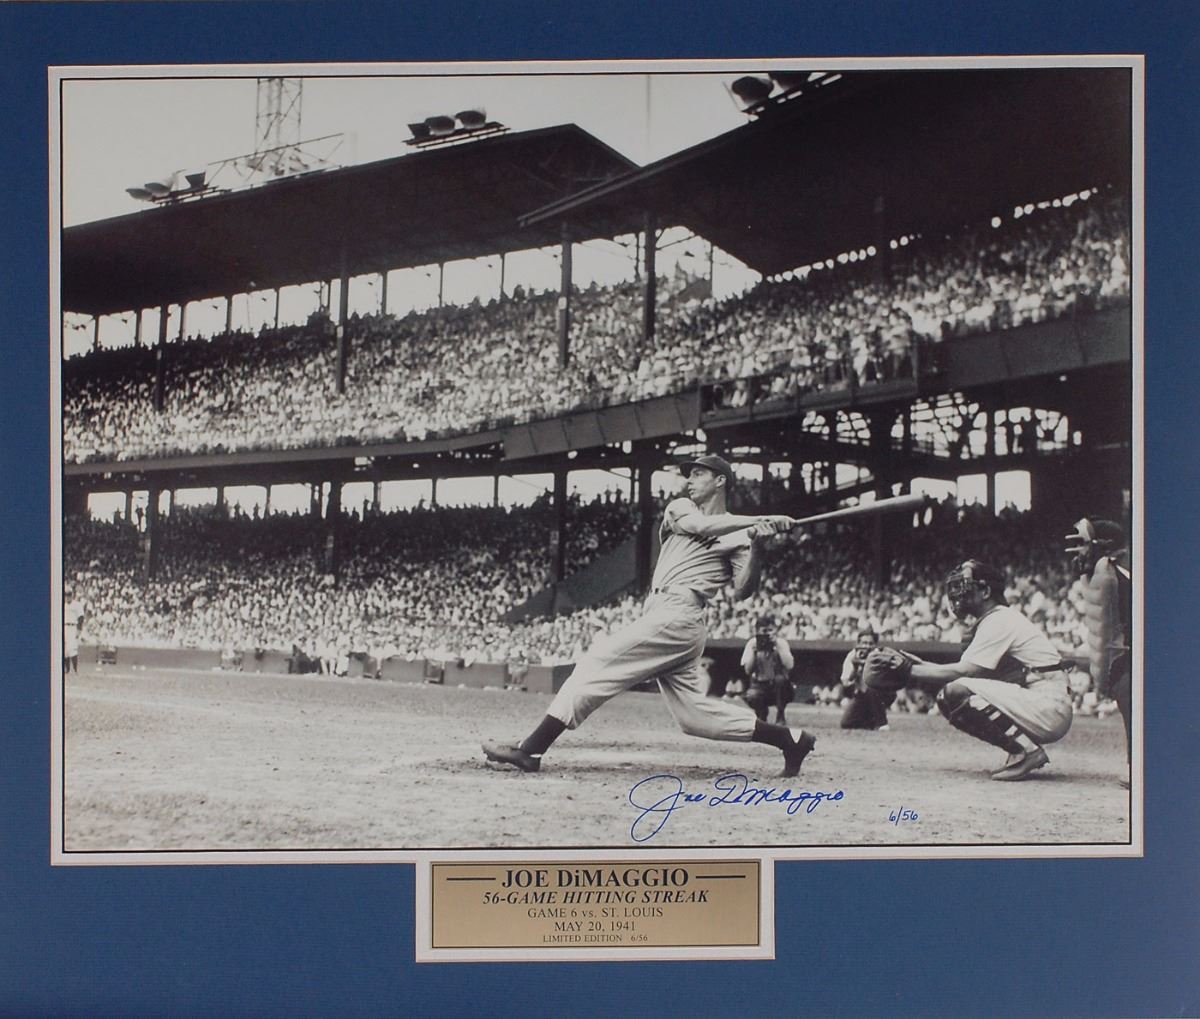 Joe DiMaggio
6/56
JOE DiMAGGIO
56-GAME HITTING STREAK
GAME 6 vs. ST. LOUIS
MAY 20, 1941
LIMITED EDITION 6/56